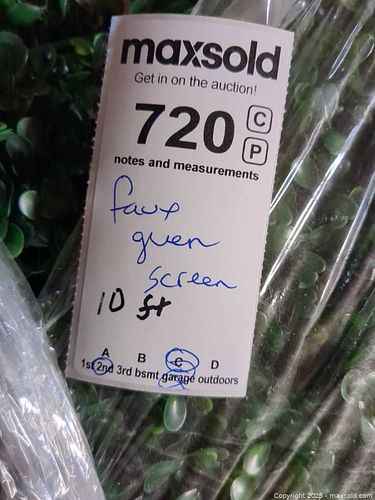 maxsold
Get in on the auction!
720 C
P
notes and measurements
faux
green
screen
10 ft
A B C D
1st 2nd 3rd bsmt garage outdoors
Copyright 2025 - maxsold.com